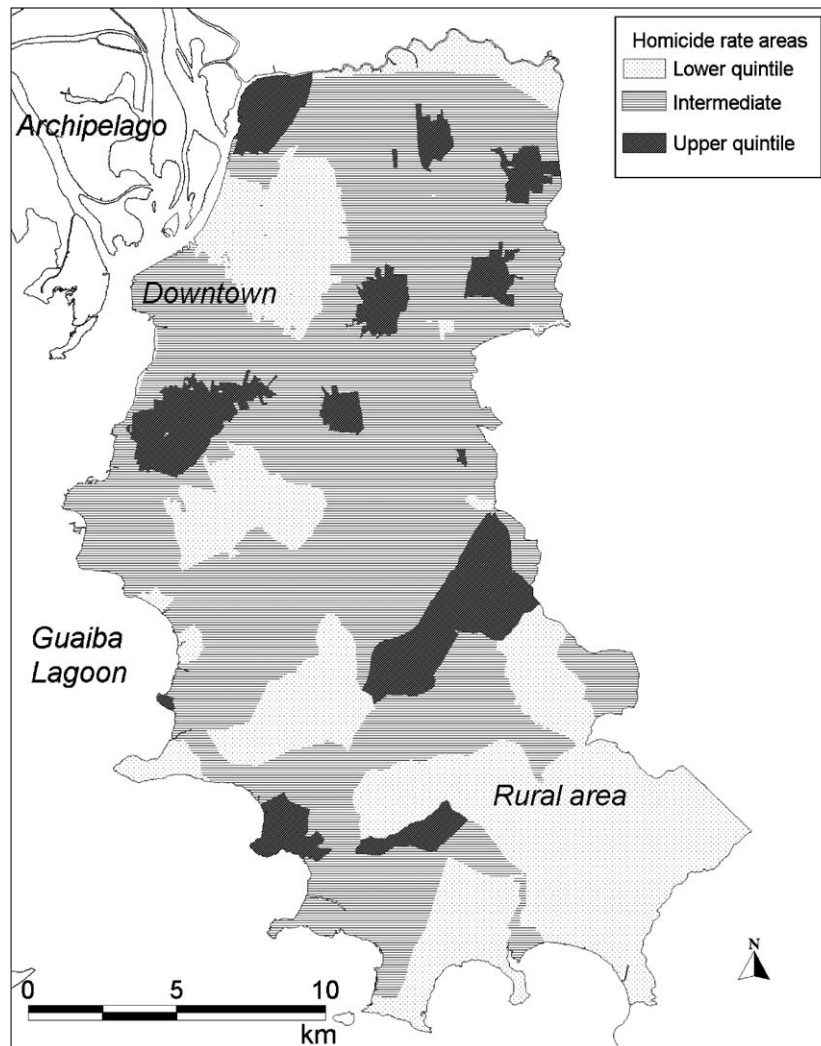 Homicide rate areas
Lower quintile
Intermediate
Upper quintile
Archipelago
Downtown
Guaiba
Lagoon
Rural area
N
0 5 10
km